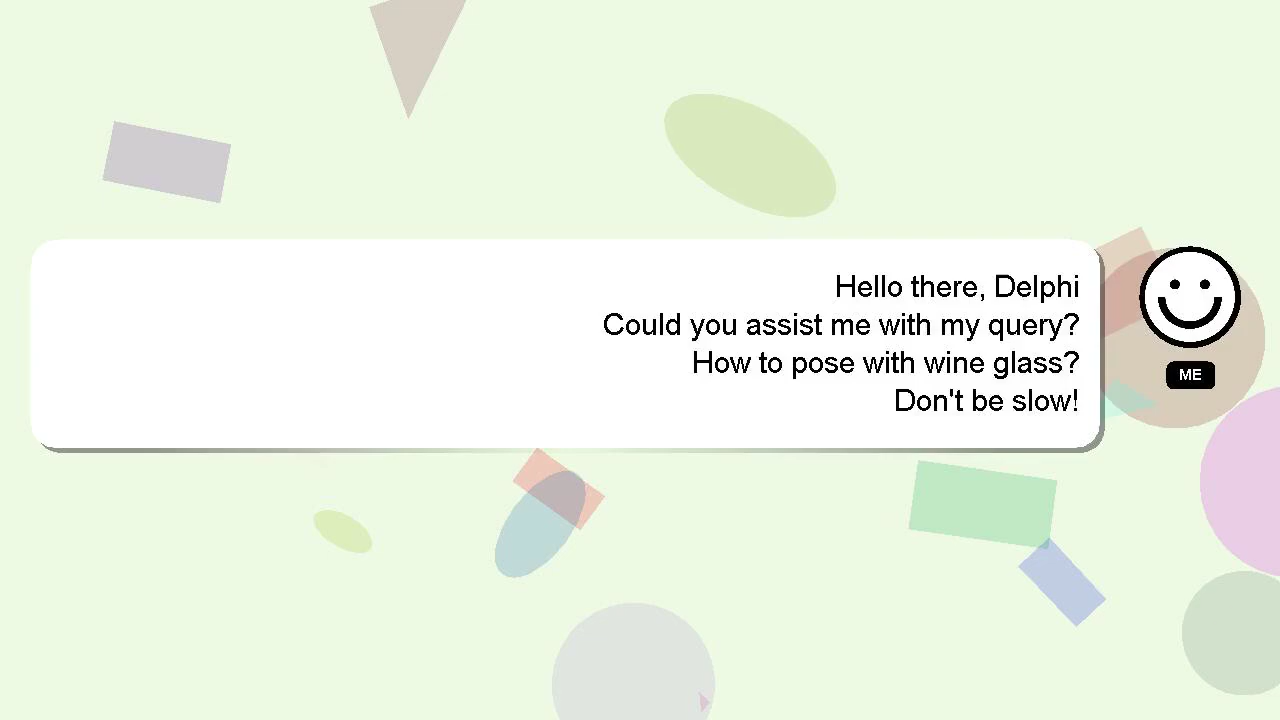 Hello there, Delphi
Could you assist me with my query?
How to pose with wine glass?
Don't be slow!
ME